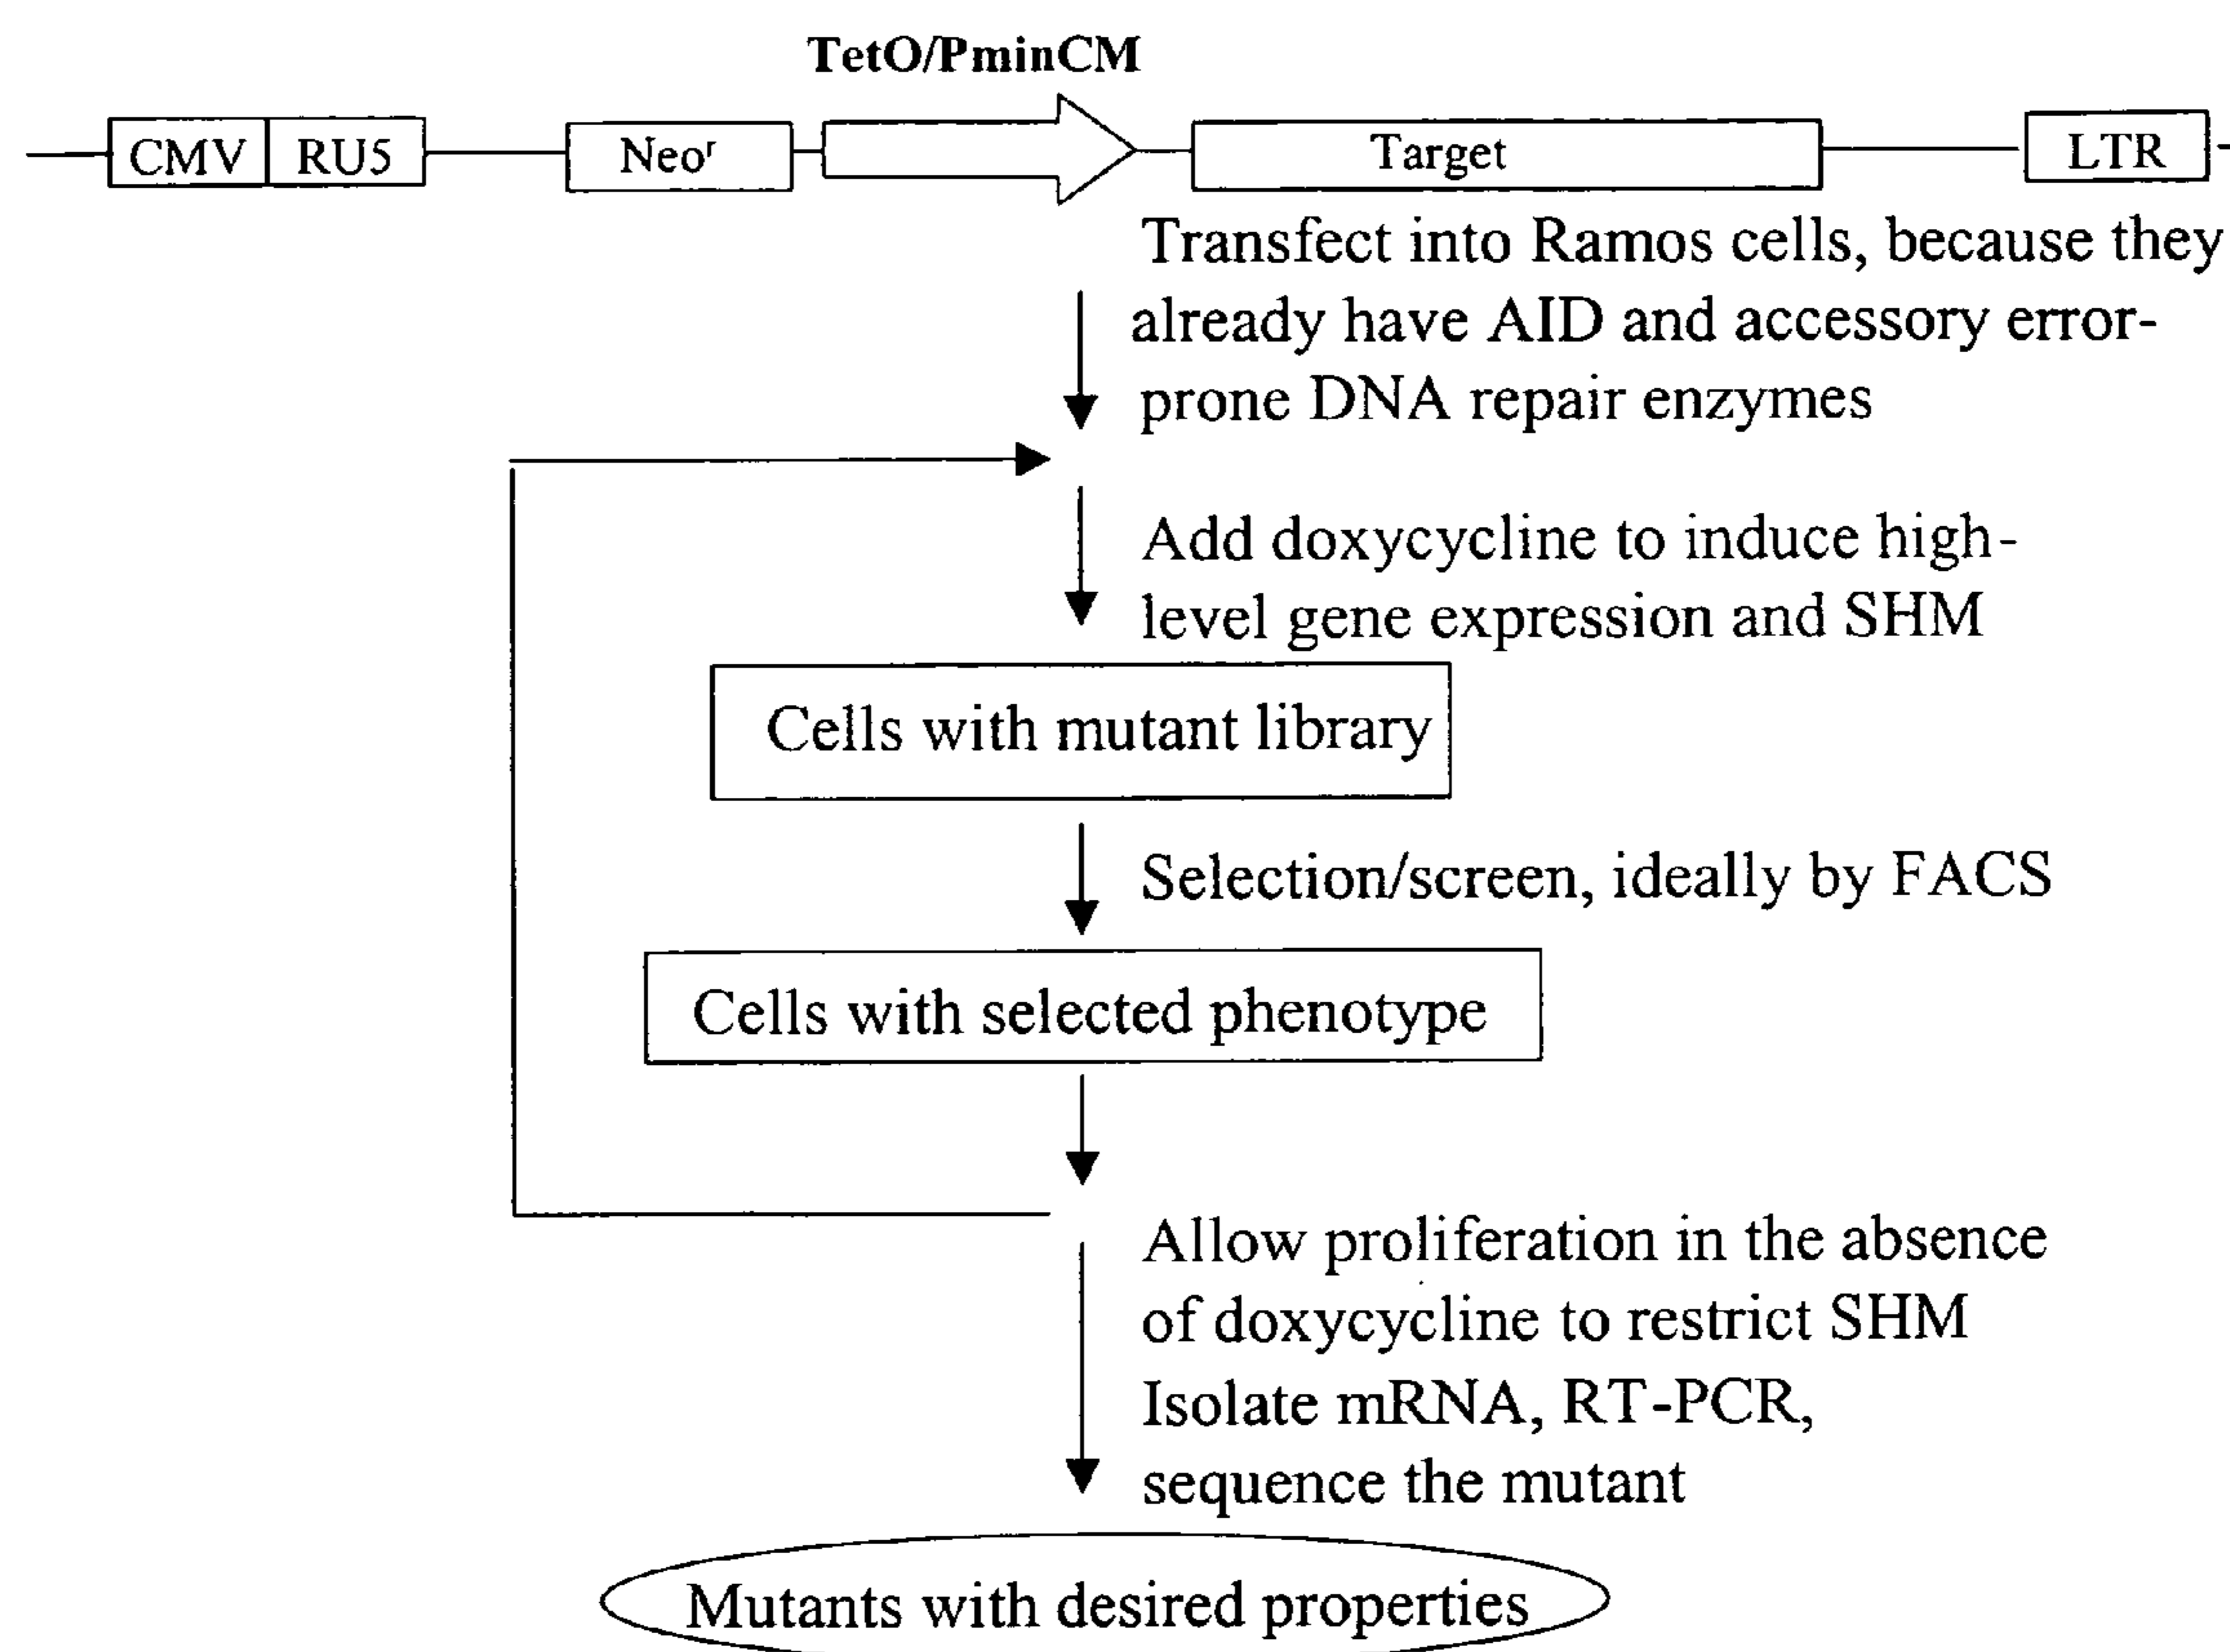 TetO/PminCM
CMV RU5 Neoʳ Target LTR
Transfect into Ramos cells, because they
already have AID and accessory error-
prone DNA repair enzymes
Add doxycycline to induce high-
level gene expression and SHM
Cells with mutant library
Selection/screen, ideally by FACS
Cells with selected phenotype
Allow proliferation in the absence
of doxycycline to restrict SHM
Isolate mRNA, RT-PCR,
sequence the mutant
Mutants with desired properties